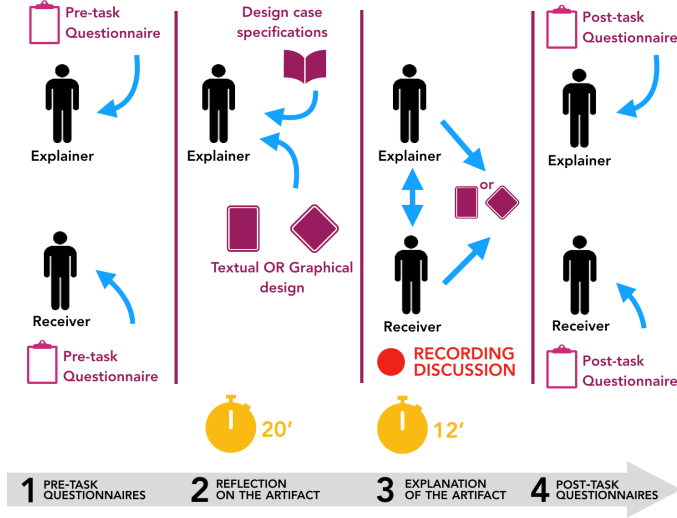 Pre-task
Questionnaire
Explainer
Receiver
Pre-task
Questionnaire
Design case
specifications
Explainer
Textual OR Graphical
design
20’
Explainer
or
Receiver
RECORDING
DISCUSSION
12’
Post-task
Questionnaire
Explainer
Receiver
Post-task
Questionnaire
1 PRE-TASK
QUESTIONNAIRES
2 REFLECTION
ON THE ARTIFACT
3 EXPLANATION
OF THE ARTIFACT
4 POST-TASK
QUESTIONNAIRES